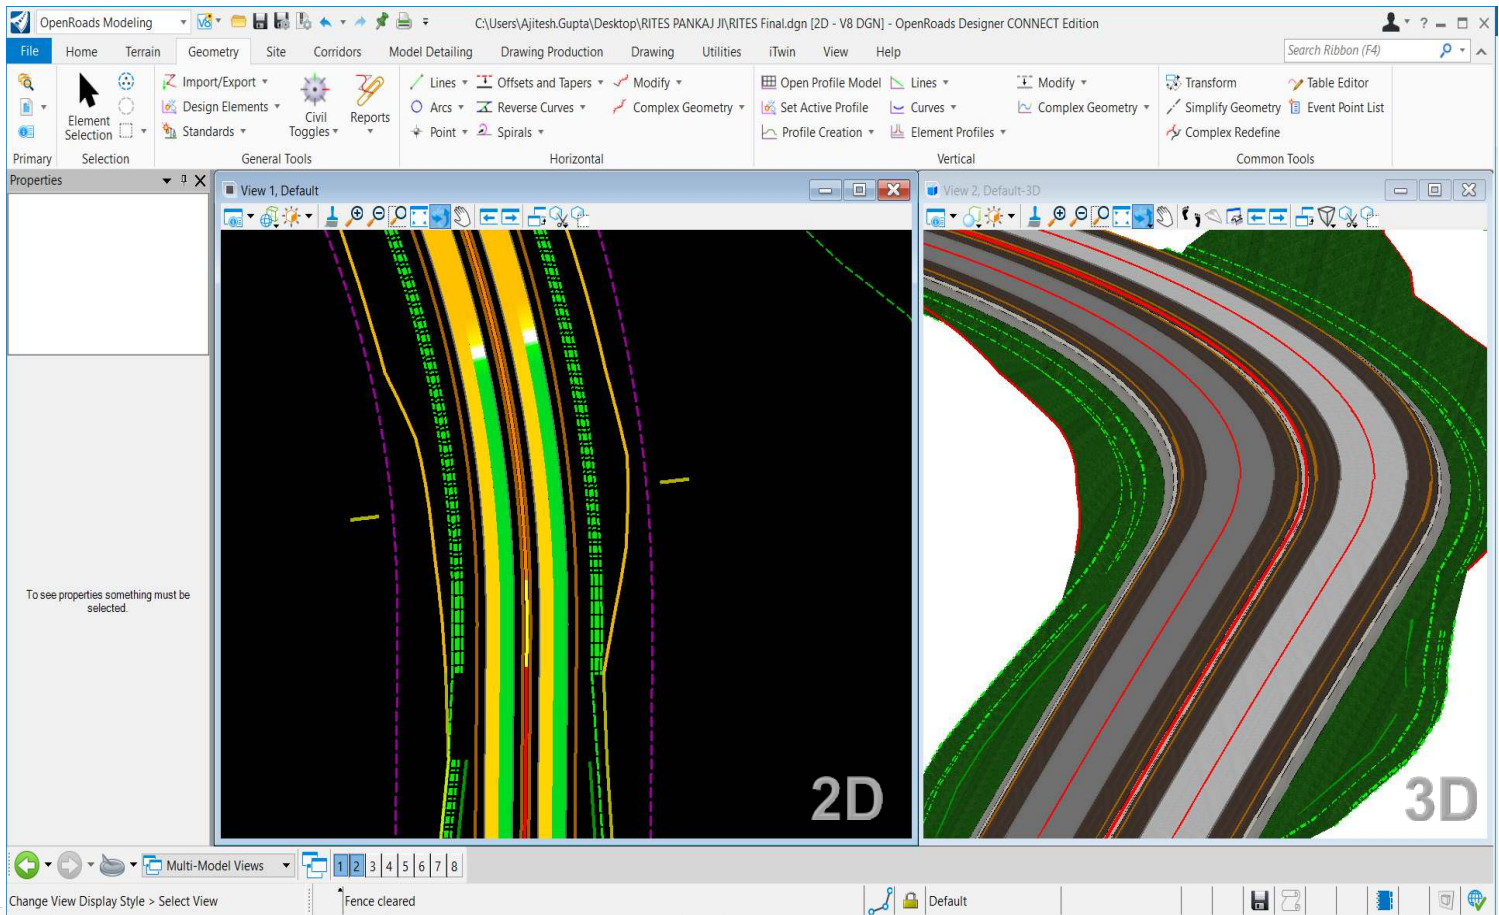 OpenRoads Modeling
C:\Users\Ajitesh.Gupta\Desktop\RITES PANKAJ JI\RITES Final.dgn [2D - V8 DGN] - OpenRoads Designer CONNECT Edition
File Home Terrain Geometry Site Corridors Model Detailing Drawing Production Drawing Utilities iTwin View Help
Search Ribbon (F4)
Element Selection
Import/Export
Design Elements
Standards
Civil Toggles
Reports
Lines
Arcs
Point
Offsets and Tapers
Reverse Curves
Spirals
Modify
Complex Geometry
Open Profile Model
Set Active Profile
Profile Creation
Lines
Curves
Element Profiles
Modify
Complex Geometry
Transform
Simplify Geometry
Complex Redefine
Table Editor
Event Point List
Primary Selection General Tools Horizontal Vertical Common Tools
Properties
To see properties something must be
selected.
View 1, Default
2D
View 2, Default-3D
3D
Multi-Model Views
1 2 3 4 5 6 7 8
Change View Display Style > Select View
Fence cleared
Default